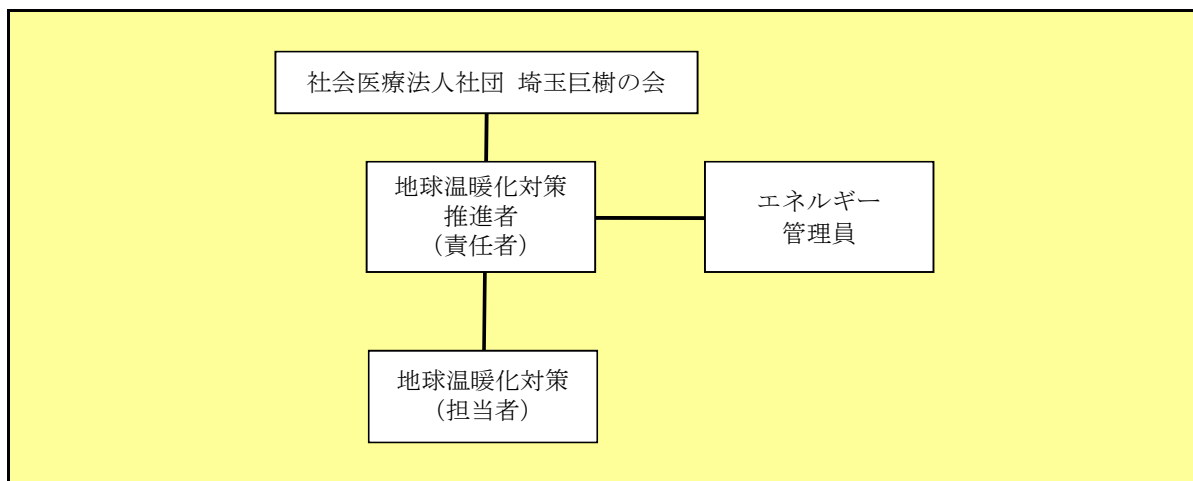 社会医療法人社団 埼玉巨樹の会
地球温暖化対策
推進者
（責任者）
エネルギー
管理員
地球温暖化対策
（担当者）